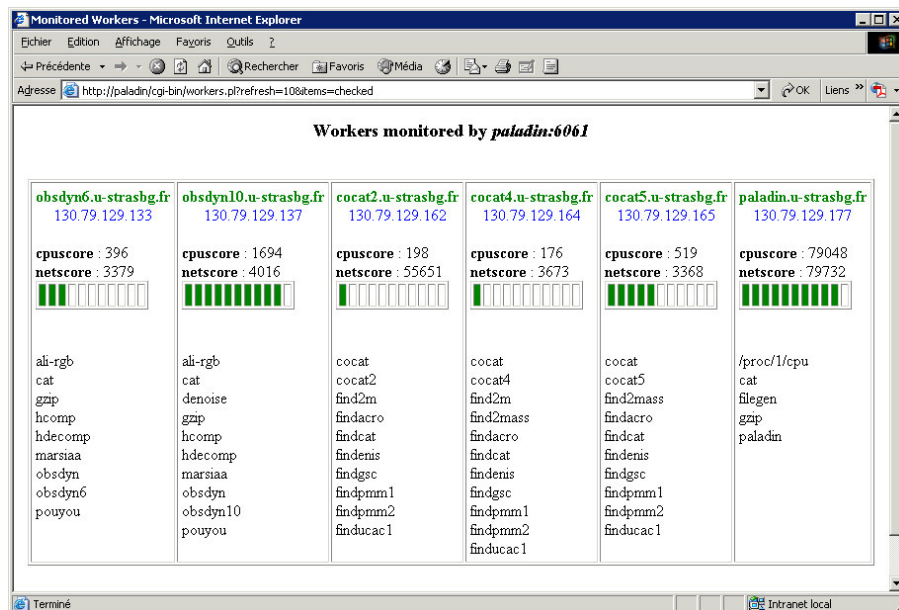 Monitored Workers - Microsoft Internet Explorer
Fichier Edition Affichage Favoris Outils ?
Précédente Rechercher Favoris Média
Adresse http://paladin/cgi-bin/workers.pl?refresh=10&items=checked OK Liens »
Workers monitored by paladin:6061
obsdyn6.u-strasbg.fr obsdyn10.u-strasbg.fr cocat2.u-strasbg.fr cocat4.u-strasbg.fr cocat5.u-strasbg.fr paladin.u-strasbg.fr
130.79.129.133 130.79.129.137 130.79.129.162 130.79.129.164 130.79.129.165 130.79.129.177
cpuscore : 396 cpuscore : 1694 cpuscore : 198 cpuscore : 176 cpuscore : 519 cpuscore : 79048
netscore : 3379 netscore : 4016 netscore : 55651 netscore : 3673 netscore : 3368 netscore : 79732
ali-rgb ali-rgb cocat cocat cocat /proc/1/cpu
cat cat cocat2 cocat4 cocat5 cat
gzip denoise find2m find2m find2mass filegen
hcomp gzip findacro find2mass findacro gzip
hdecomp hcomp findcat findacro findcat paladin
marsiaa hdecomp findenis findcat findenis
obsdyn marsiaa findgsc findenis findgsc
obsdyn6 obsdyn findpmm1 findgsc findpmm1
pouyou obsdyn10 findpmm2 findpmm1 findpmm2
pouyou finducac1 findpmm2 finducac1
finducac1
Terminé Intranet local